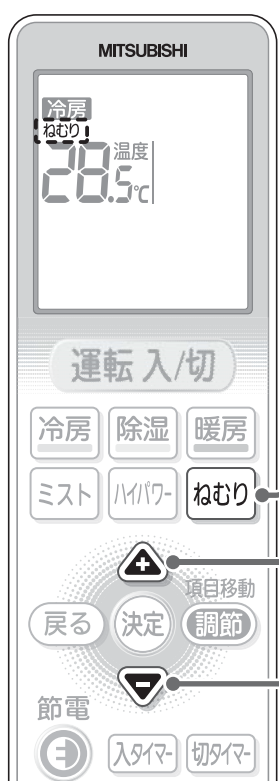 MITSUBISHI
冷房
ねむり
温度
28.5℃
運転 入/切
冷房 除湿 暖房
ミスト ハイパワー ねむり
+
項目移動
戻る 決定 調節
-
節電
入タイマー 切タイマー